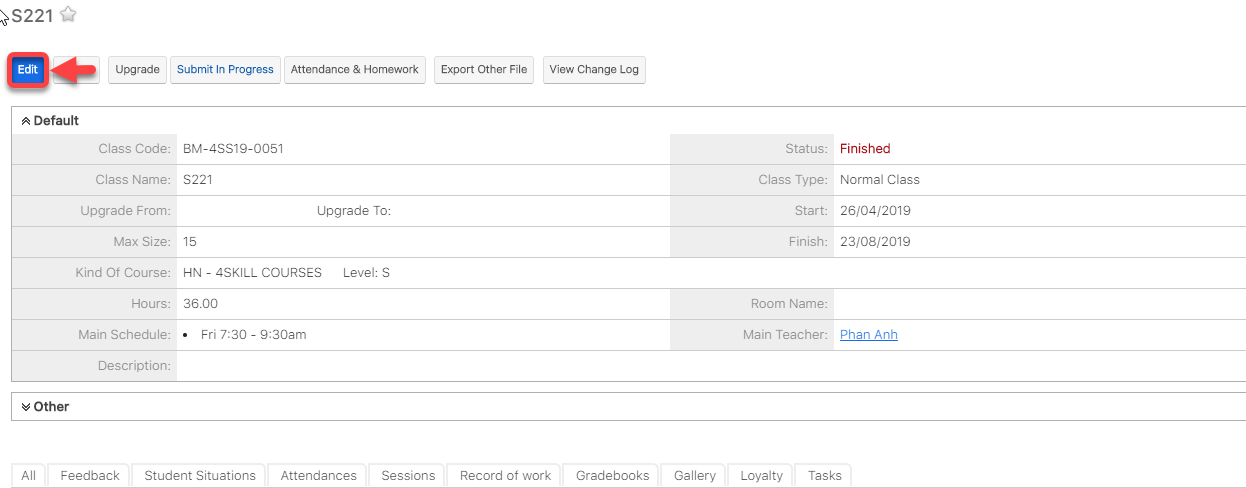 S221
Edit Upgrade Submit In Progress Attendance & Homework Export Other File View Change Log
Default
Class Code: BM-4SS19-0051 Status: Finished
Class Name: S221 Class Type: Normal Class
Upgrade From: Upgrade To: Start: 26/04/2019
Max Size: 15 Finish: 23/08/2019
Kind Of Course: HN - 4SKILL COURSES Level: S
Hours: 36.00 Room Name:
Main Schedule: • Fri 7:30 - 9:30am Main Teacher: Phan Anh
Description:
Other
All Feedback Student Situations Attendances Sessions Record of work Gradebooks Gallery Loyalty Tasks